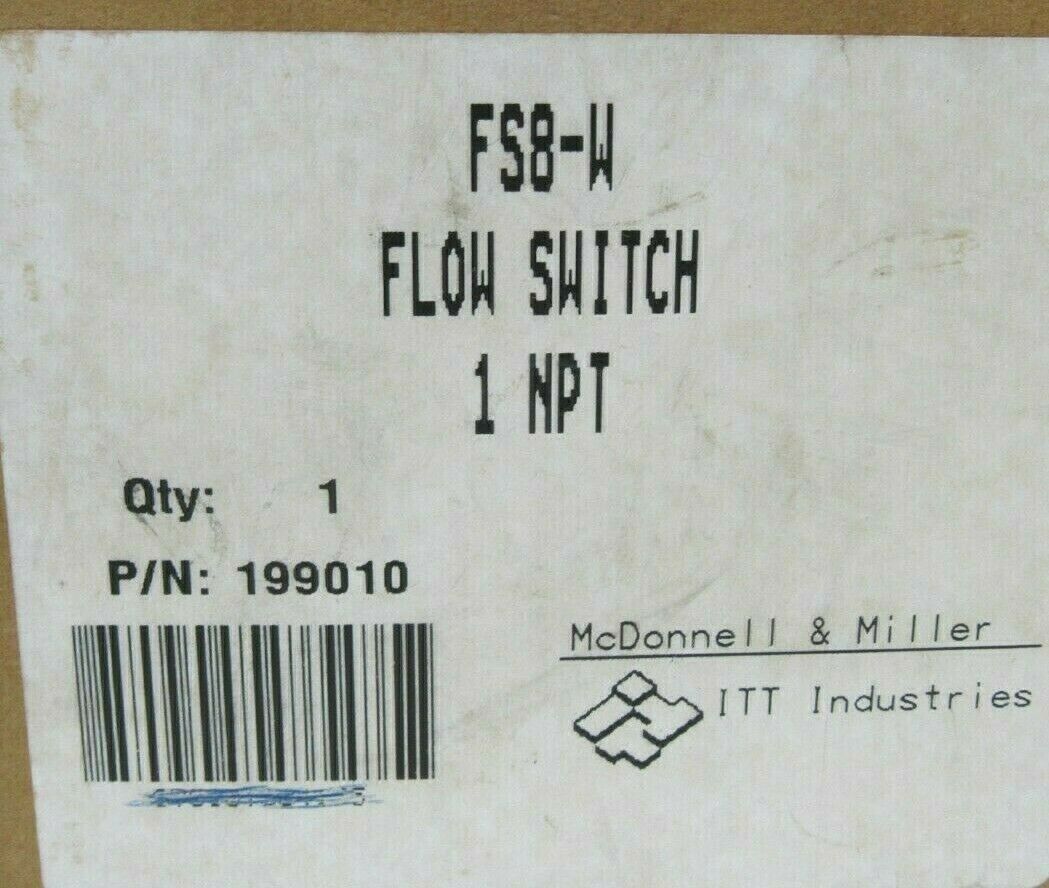 FS8-W
FLOW SWITCH
1 NPT
Qty: 1
P/N: 199010
McDonnell & Miller
ITT Industries